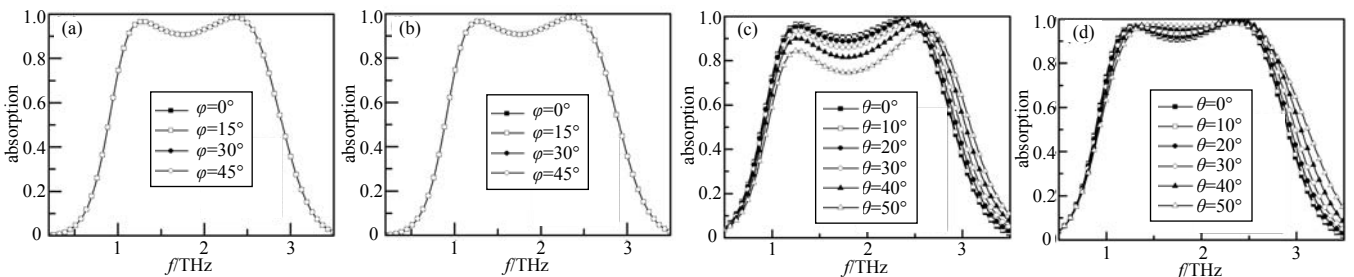 (a)
absorption
1.0
0.8
0.6
0.4
0.2
0
φ=0°
φ=15°
φ=30°
φ=45°
1 2 3
f/THz
(b)
absorption
1.0
0.8
0.6
0.4
0.2
0
φ=0°
φ=15°
φ=30°
φ=45°
1 2 3
f/THz
(c)
absorption
1.0
0.8
0.6
0.4
0.2
0
θ=0°
θ=10°
θ=20°
θ=30°
θ=40°
θ=50°
1 2 3
f/THz
(d)
absorption
1.0
0.8
0.6
0.4
0.2
0
θ=0°
θ=10°
θ=20°
θ=30°
θ=40°
θ=50°
1 2 3
f/THz